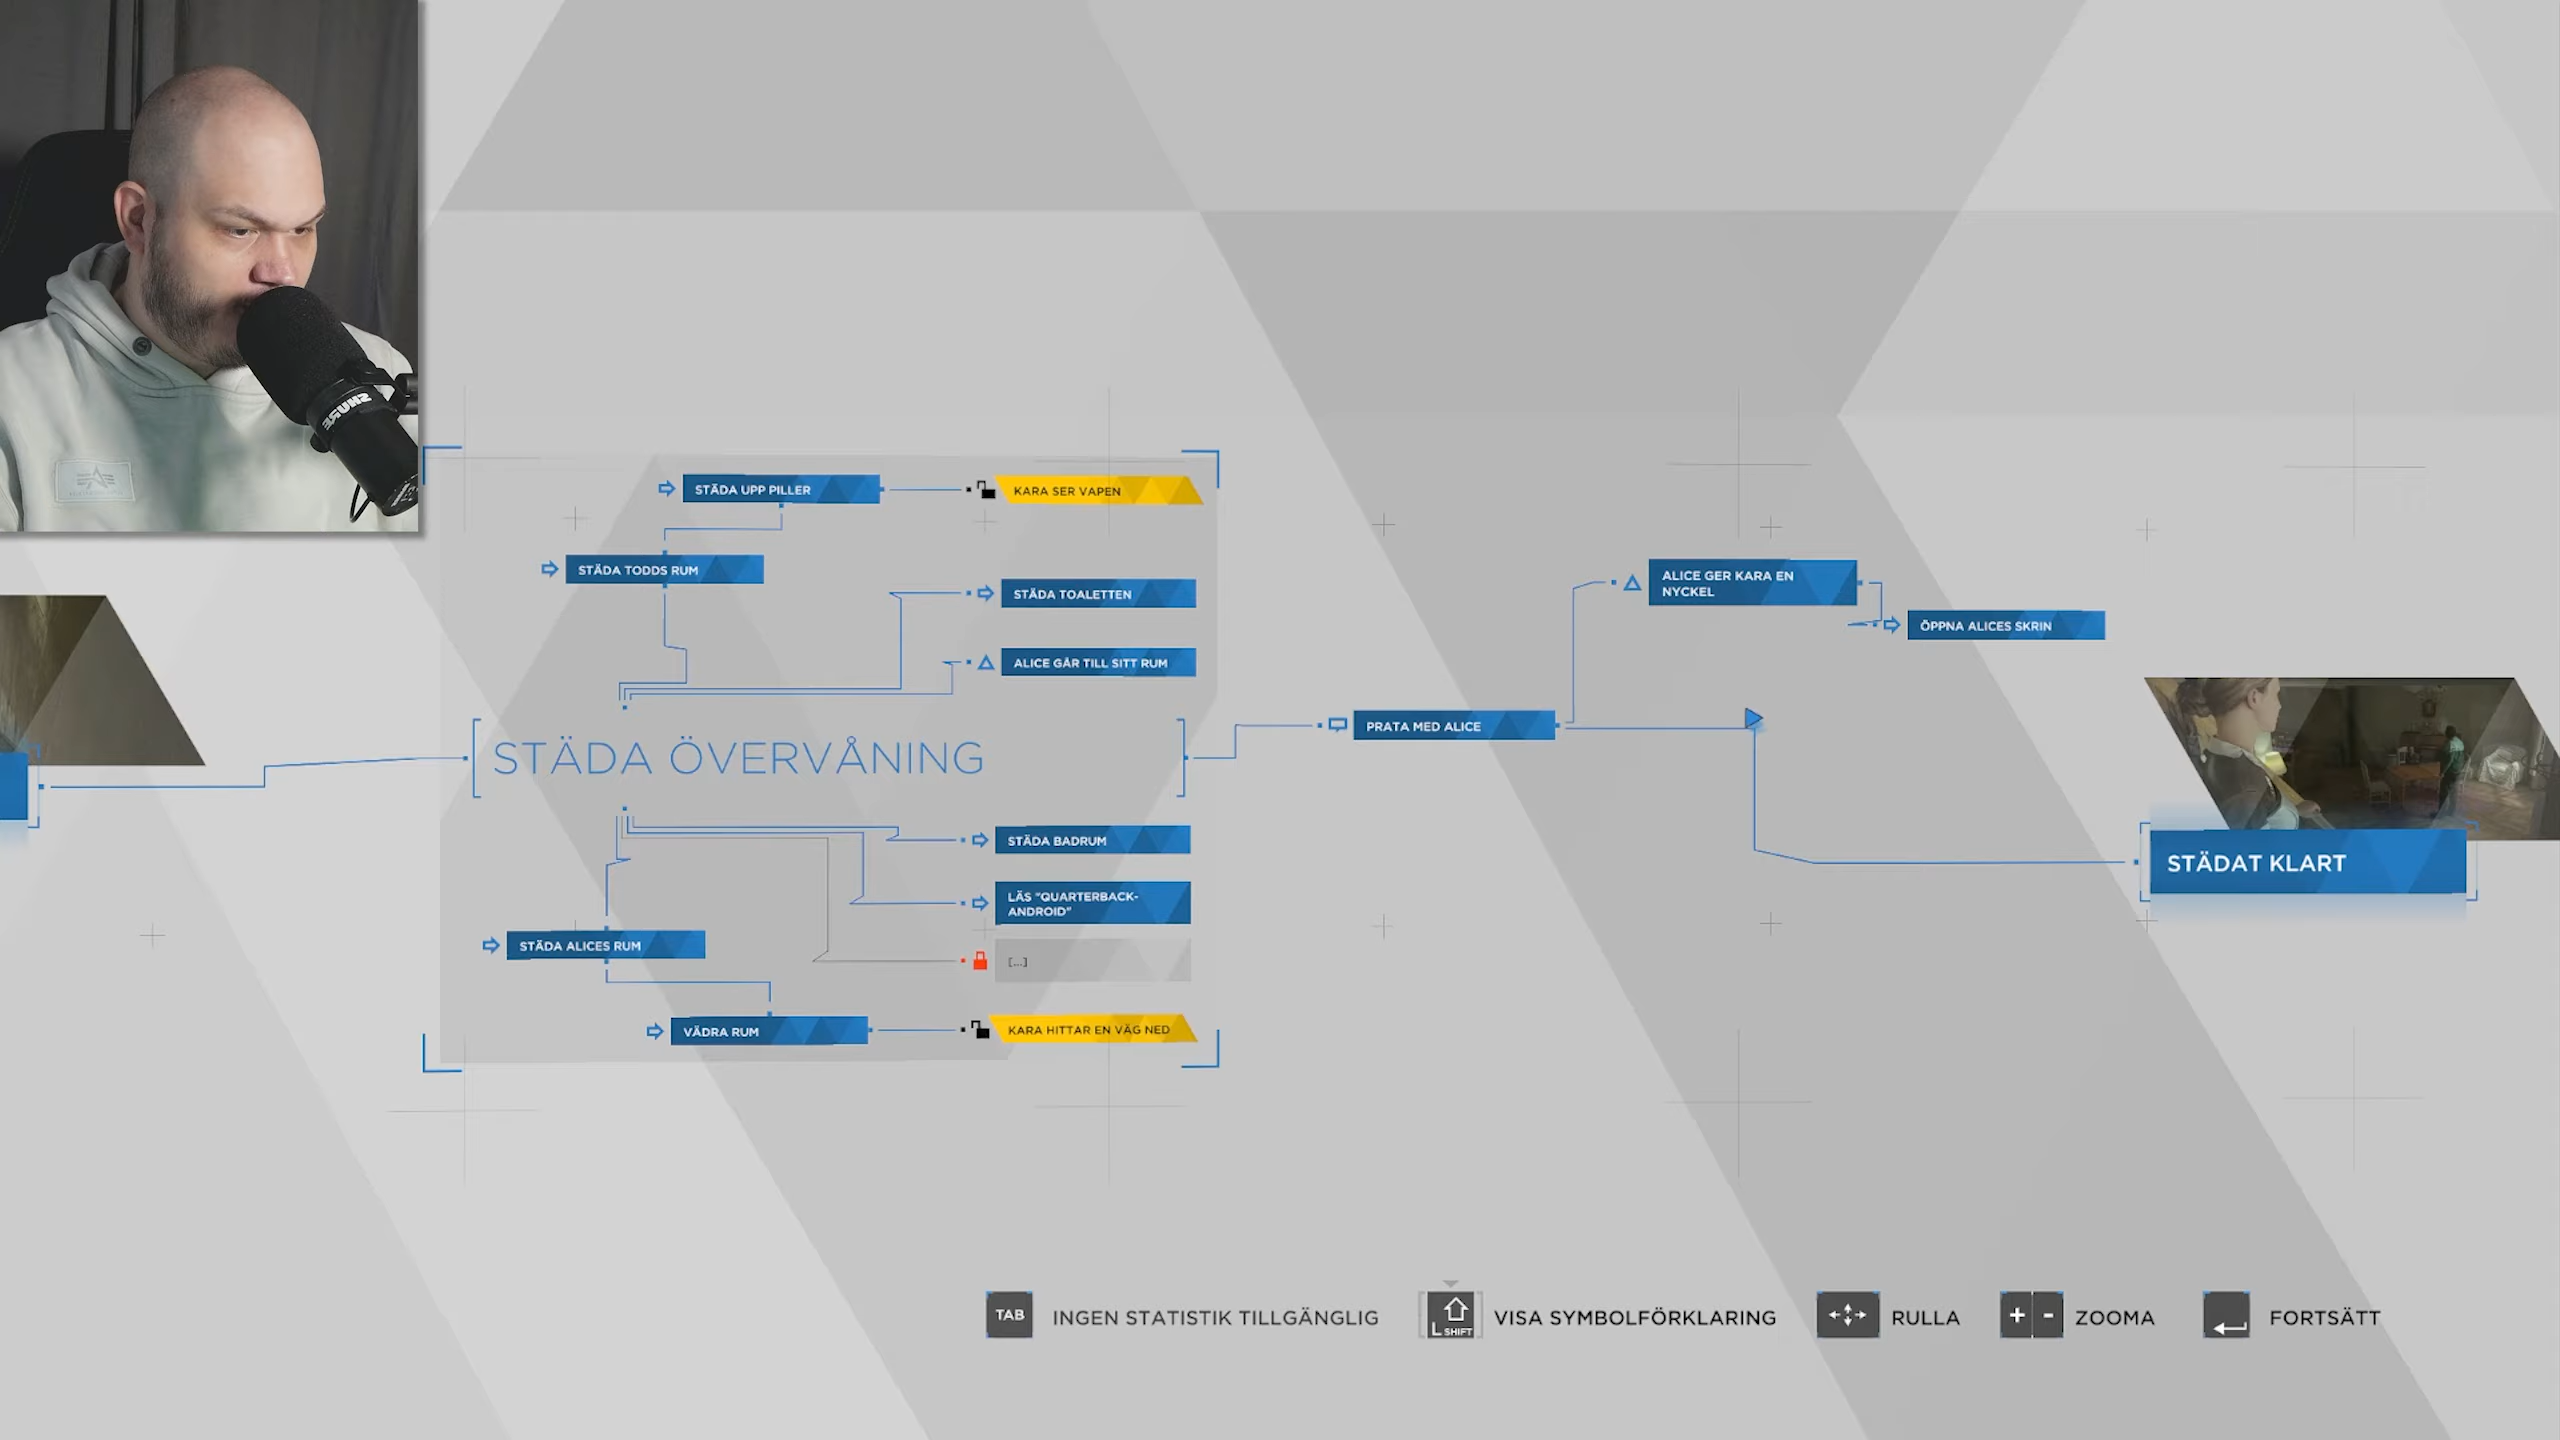 SHURE
STÄDA UPP PILLER
KARA SER VAPEN
STÄDA TODDS RUM
STÄDA TOALETTEN
ALICE GÅR TILL SITT RUM
STÄDA ÖVERVÅNING
STÄDA BADRUM
LÄS "QUARTERBACK-
ANDROID"
STÄDA ALICES RUM
[...]
VÄDRA RUM
KARA HITTAR EN VÄG NED
PRATA MED ALICE
ALICE GER KARA EN
NYCKEL
ÖPPNA ALICES SKRIN
STÄDAT KLART
TAB INGEN STATISTIK TILLGÄNGLIG
L SHIFT VISA SYMBOLFÖRKLARING
RULLA
+ - ZOOMA
FORTSÄTT